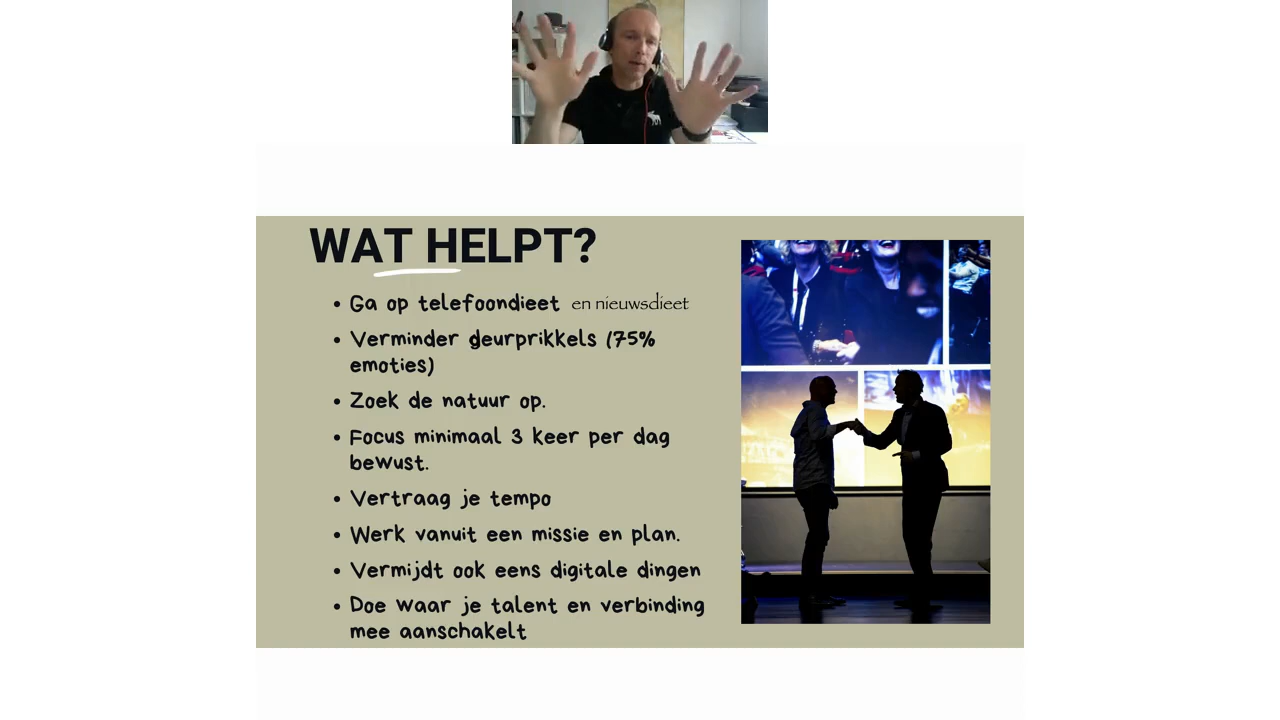 WAT HELPT?
• Ga op telefoondieet en nieuwsdieet
• Verminder geurprikkels (75%
emoties)
• Zoek de natuur op.
• Focus minimaal 3 keer per dag
bewust.
• Vertraag je tempo
• Werk vanuit een missie en plan.
• Vermijdt ook eens digitale dingen
• Doe waar je talent en verbinding
mee aanschakelt